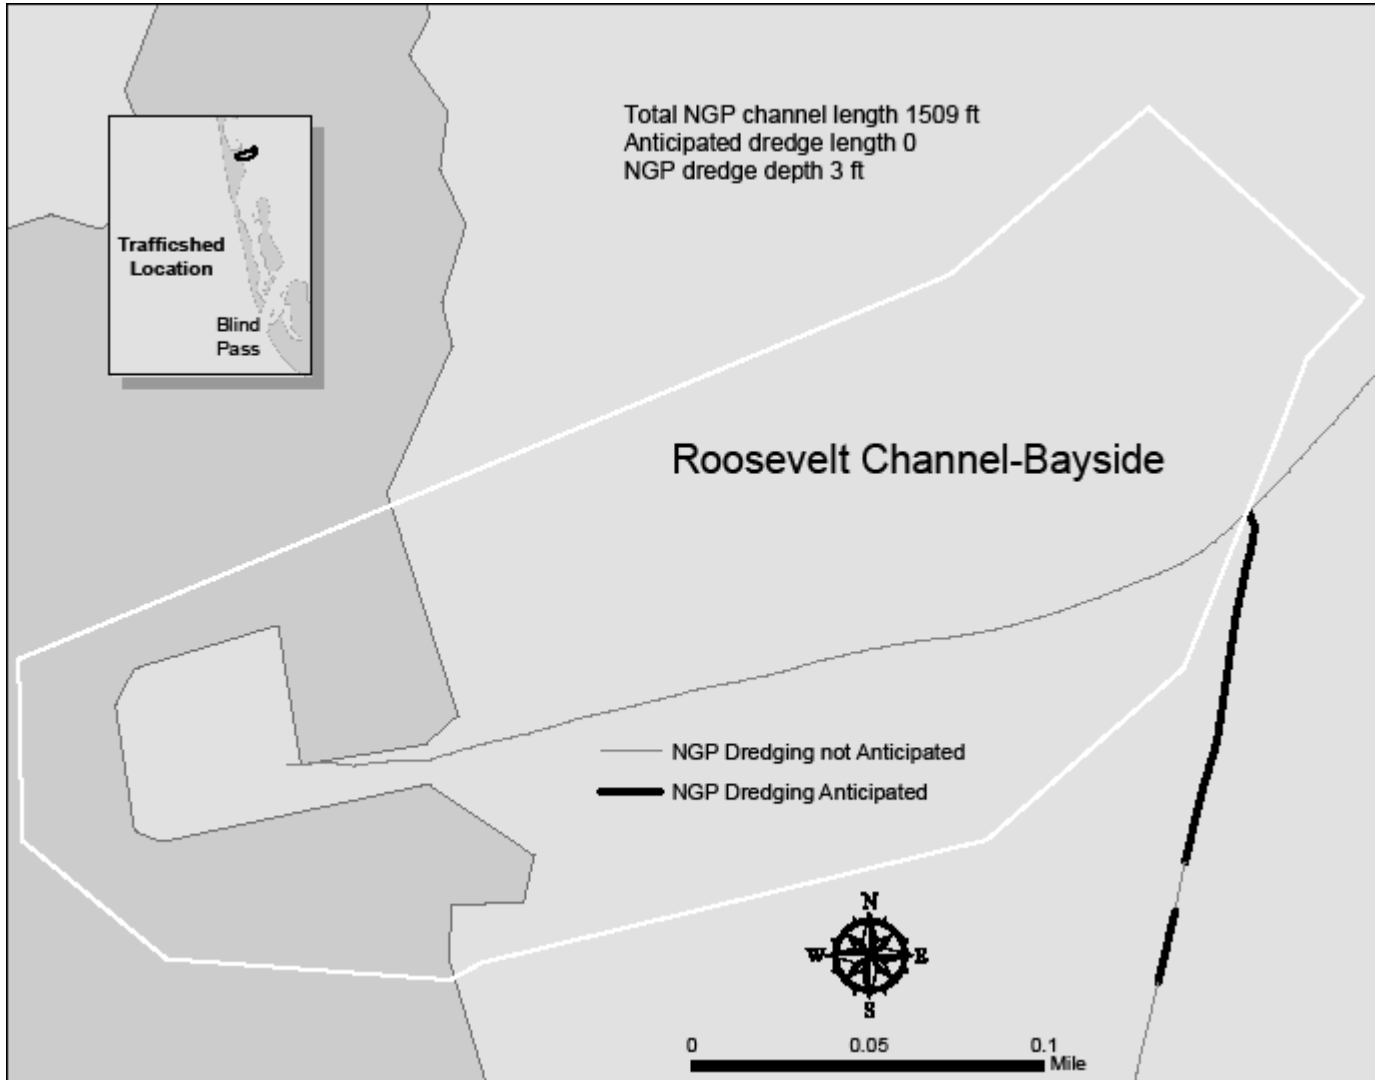 Total NGP channel length 1509 ft
Anticipated dredge length 0
NGP dredge depth 3 ft
Trafficshed
Location
Blind
Pass
Roosevelt Channel-Bayside
NGP Dredging not Anticipated
NGP Dredging Anticipated
N
W E
S
0 0.05 0.1
Mile